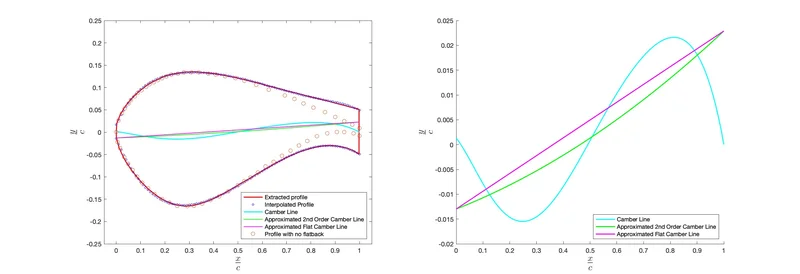 0.25
0.2
0.15
0.1
0.05
0
-0.05
-0.1
-0.15
-0.2
-0.25
y
c
0 0.1 0.2 0.3 0.4 0.5 0.6 0.7 0.8 0.9 1
x
c
Extracted profile
Interpolated Profile
Camber Line
Approximated 2nd Order Camber Line
Approximated Flat Camber Line
Profile with no flatback
0.025
0.02
0.015
0.01
0.005
0
-0.005
-0.01
-0.015
-0.02
y
c
0 0.1 0.2 0.3 0.4 0.5 0.6 0.7 0.8 0.9 1
x
c
Camber Line
Approximated 2nd Order Camber Line
Approximated Flat Camber Line